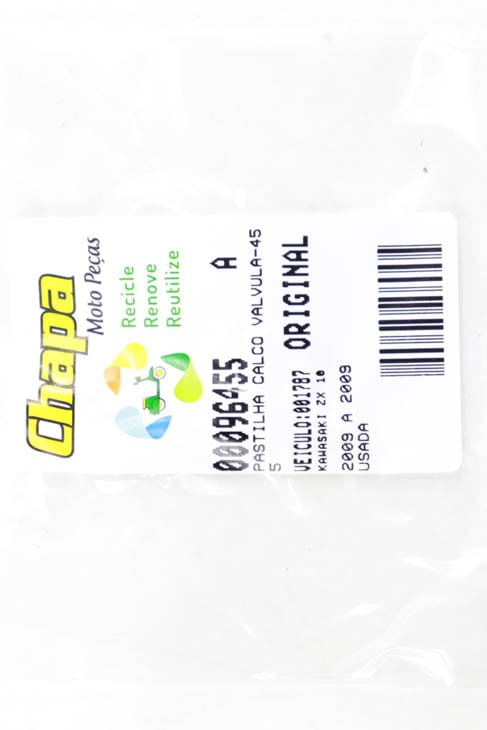 Chapa
Moto Peças
Recicle
Renove
Reutilize
00096455 A
PASTILHA CALCO VALVULA-45
5
VEICULO:001787 ORIGINAL
KAWASAKI ZX 10
2009 A 2009
USADA